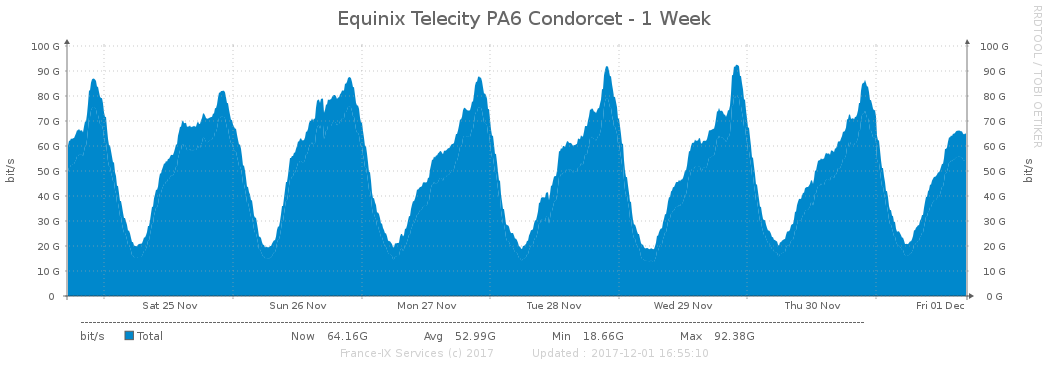 Equinix Telecity PA6 Condorcet - 1 Week
RRDTOOL / TOBI OETIKER
100 G 100 G
90 G 90 G
80 G 80 G
70 G 70 G
60 G 60 G
50 G 50 G
40 G 40 G
30 G 30 G
20 G 20 G
10 G 10 G
0 0 G
bit/s bit/s
Sat 25 Nov Sun 26 Nov Mon 27 Nov Tue 28 Nov Wed 29 Nov Thu 30 Nov Fri 01 Dec
bit/s Total Now 64.16G Avg 52.99G Min 18.66G Max 92.38G
France-IX Services (c) 2017 Updated : 2017-12-01 16:55:10